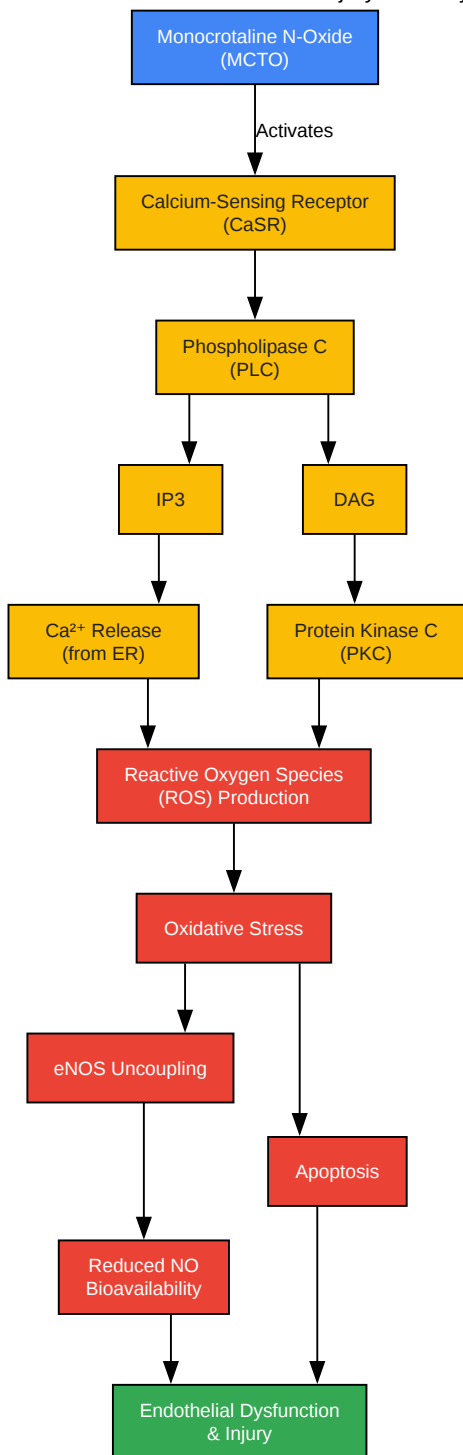 Monocrotaline N-Oxide
(MCTO)
Activates
Calcium-Sensing Receptor
(CaSR)
Phospholipase C
(PLC)
IP3
DAG
Ca²⁺ Release
(from ER)
Protein Kinase C
(PKC)
Reactive Oxygen Species
(ROS) Production
Oxidative Stress
eNOS Uncoupling
Apoptosis
Reduced NO
Bioavailability
Endothelial Dysfunction
& Injury